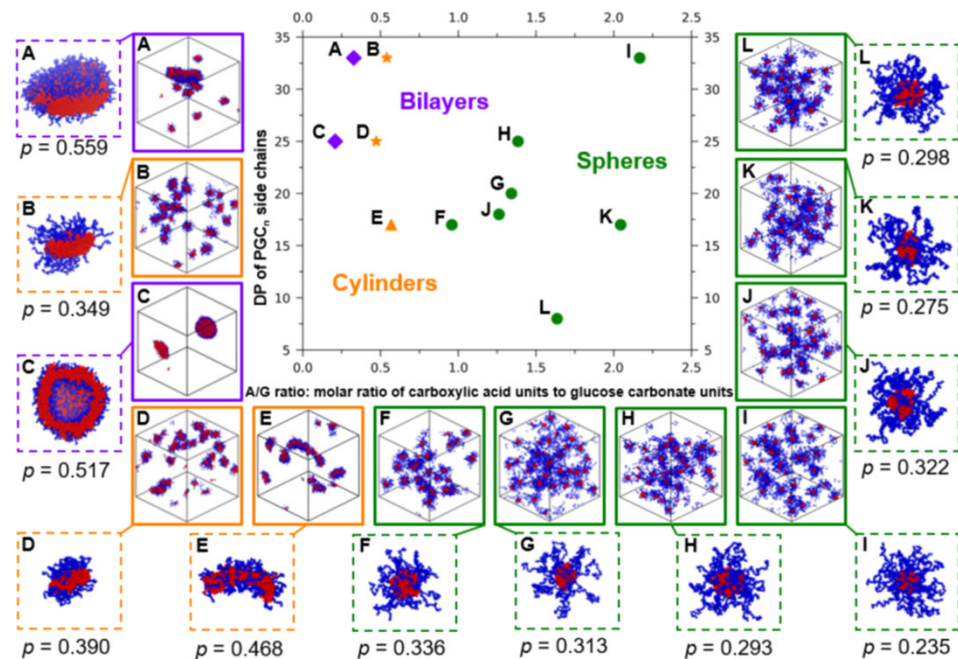 0.0 0.5 1.0 1.5 2.0 2.5
35 35
30 30
25 25
20 20
15 15
10 10
5 5
0.0 0.5 1.0 1.5 2.0 2.5
DP of PGCn side chains
A/G ratio: molar ratio of carboxylic acid units to glucose carbonate units
A B I
Bilayers
C D H
Spheres
G
E F J K
Cylinders
L
A A
p = 0.559
B B
p = 0.349
C C
p = 0.517
D D
p = 0.390
E E
p = 0.468
F F
p = 0.336
G G
p = 0.313
H H
p = 0.293
I I
p = 0.235
J J
p = 0.322
K K
p = 0.275
L L
p = 0.298